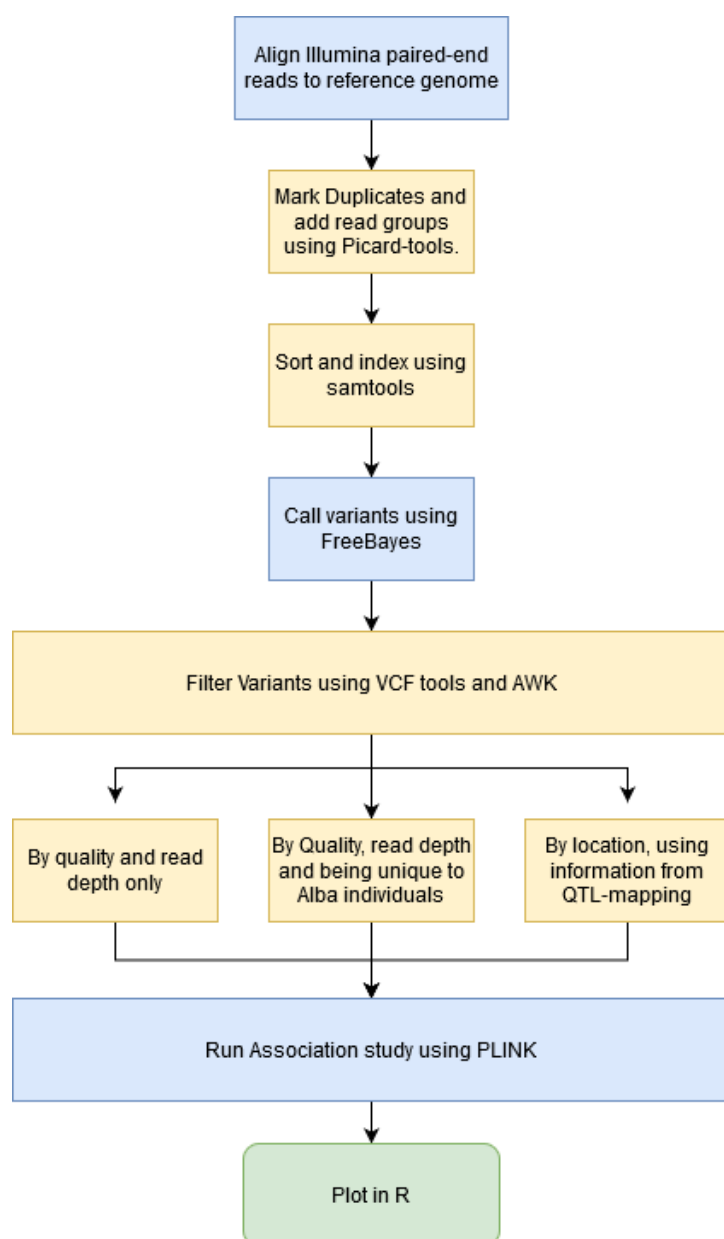 Align Illumina paired-end
reads to reference genome
Mark Duplicates and
add read groups
using Picard-tools.
Sort and index using
samtools
Call variants using
FreeBayes
Filter Variants using VCF tools and AWK
By quality and read
depth only
By Quality, read depth
and being unique to
Alba individuals
By location, using
information from
QTL-mapping
Run Association study using PLINK
Plot in R